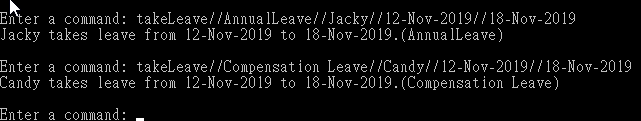 Enter a command: takeLeave//AnnualLeave//Jacky//12-Nov-2019//18-Nov-2019
Jacky takes leave from 12-Nov-2019 to 18-Nov-2019.(AnnualLeave)
Enter a command: takeLeave//Compensation Leave//Candy//12-Nov-2019//18-Nov-2019
Candy takes leave from 12-Nov-2019 to 18-Nov-2019.(Compensation Leave)
Enter a command: